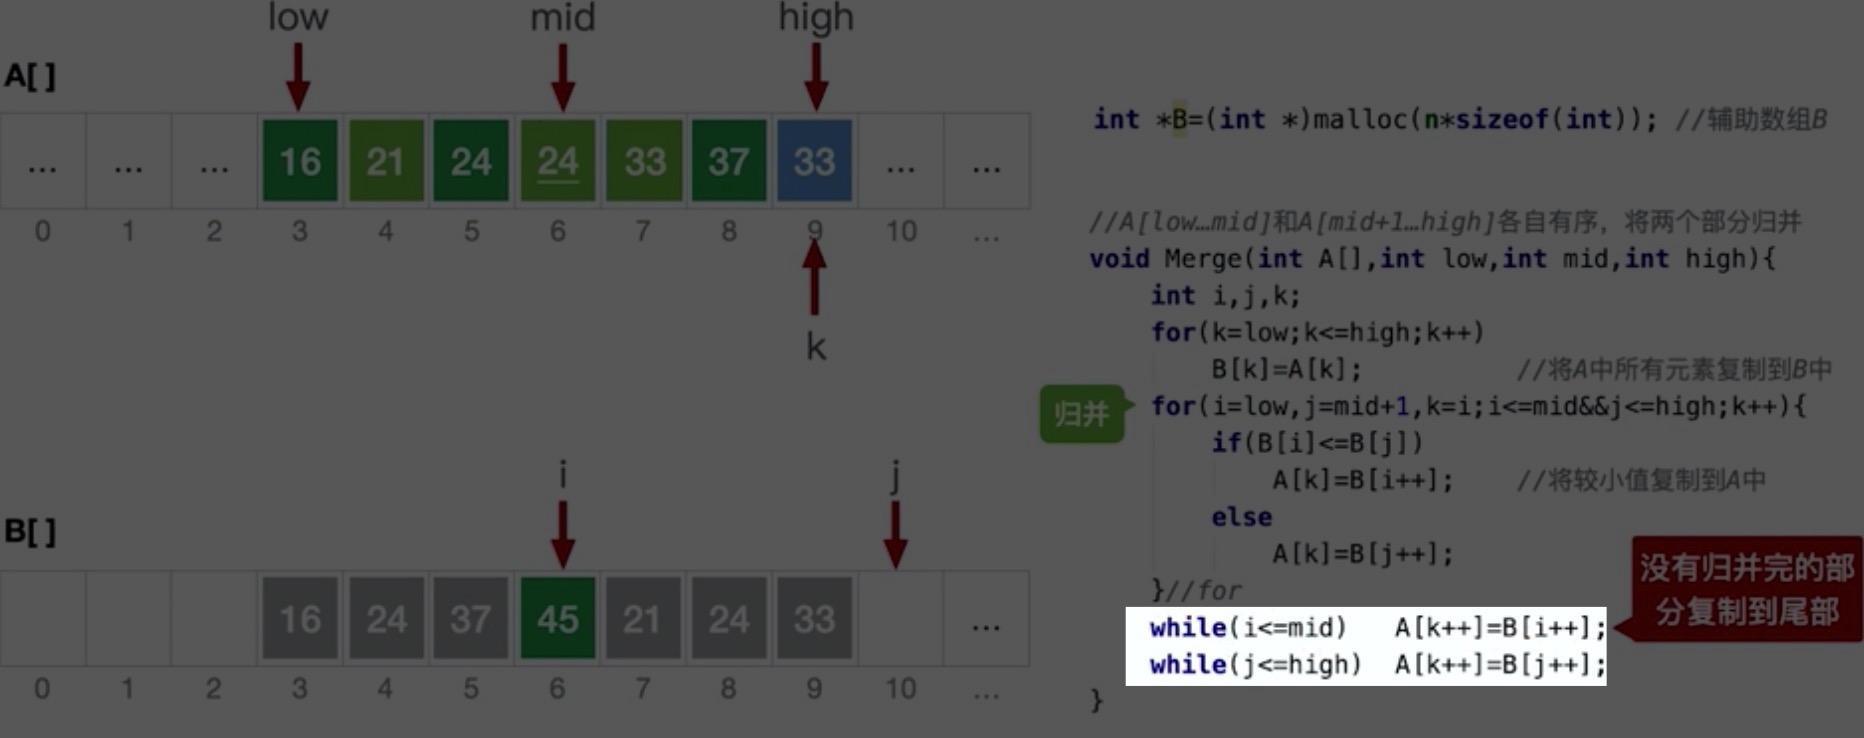 low mid high
A[ ]
... ... ... 16 21 24 24 33 37 33 ... ...
0 1 2 3 4 5 6 7 8 9 10 ...
k
i j
B[ ]
16 24 37 45 21 24 33 ...
0 1 2 3 4 5 6 7 8 9 10 ...
int *B=(int *)malloc(n*sizeof(int)); //辅助数组B
//A[low…mid]和A[mid+1…high]各自有序，将两个部分归并
void Merge(int A[],int low,int mid,int high){
int i,j,k;
for(k=low;k<=high;k++)
B[k]=A[k]; //将A中所有元素复制到B中
归并
for(i=low,j=mid+1,k=i;i<=mid&&j<=high;k++){
if(B[i]<=B[j])
A[k]=B[i++]; //将较小值复制到A中
else
A[k]=B[j++];
}//for
while(i<=mid) A[k++]=B[i++];
while(j<=high) A[k++]=B[j++];
}
没有归并完的部
分复制到尾部